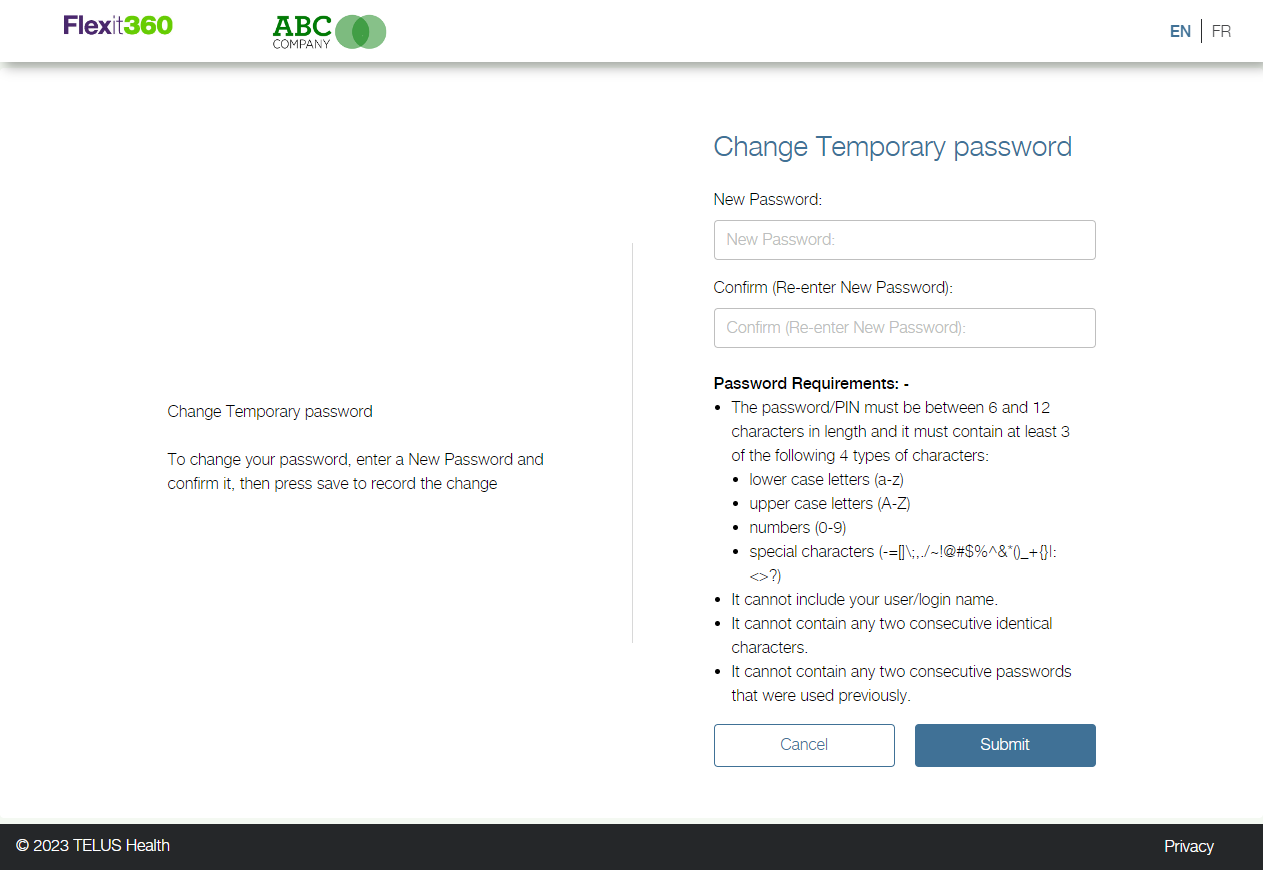 Flexit360
ABC
COMPANY
EN
FR
Change Temporary password
New Password:
New Password:
Confirm (Re-enter New Password):
Confirm (Re-enter New Password):
Password Requirements: -
• The password/PIN must be between 6 and 12
characters in length and it must contain at least 3
of the following 4 types of characters:
• lower case letters (a-z)
• upper case letters (A-Z)
• numbers (0-9)
• special characters (-=[]\;,./~!@#$%^&*()_+{}|:
<>?)
• It cannot include your user/login name.
• It cannot contain any two consecutive identical
characters.
• It cannot contain any two consecutive passwords
that were used previously.
Cancel
Submit
Change Temporary password
To change your password, enter a New Password and
confirm it, then press save to record the change
© 2023 TELUS Health
Privacy